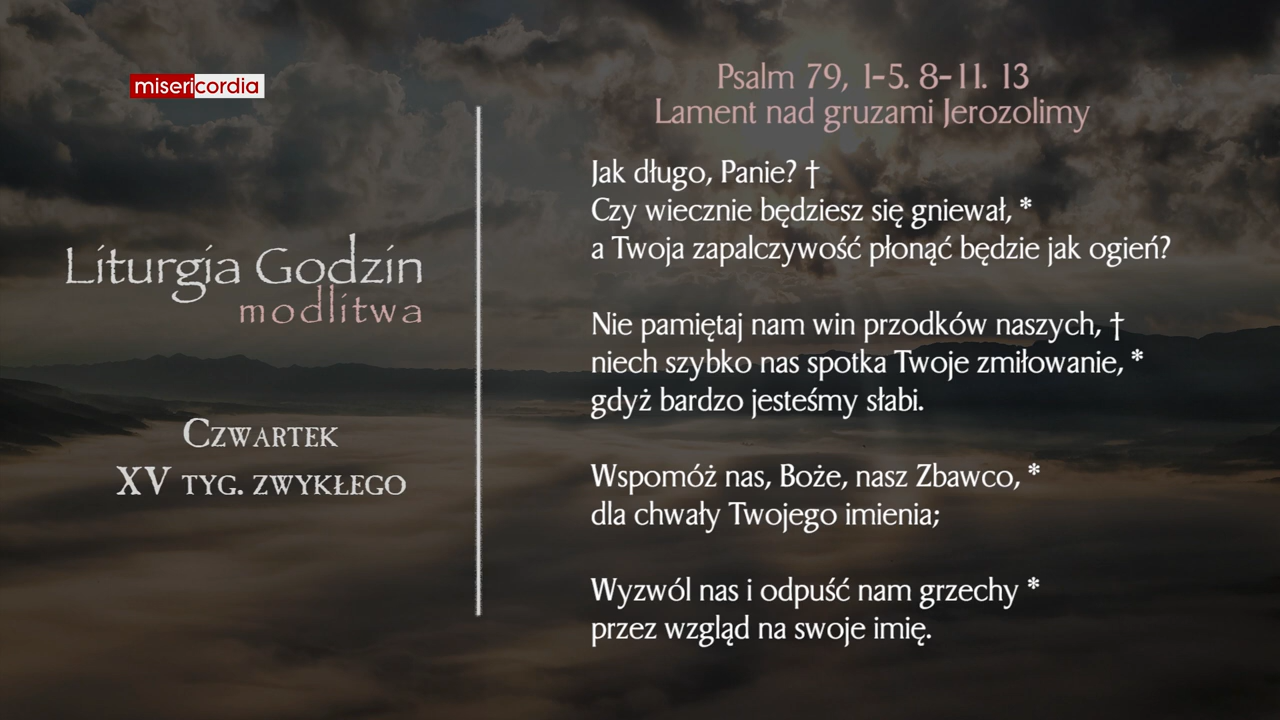 misericordia
Liturgia Godzin
modlitwa
Czwartek
XV tyg. zwykłego
Psalm 79, 1-5. 8-11. 13
Lament nad gruzami Jerozolimy
Jak długo, Panie? †
Czy wiecznie będziesz się gniewał, *
a Twoja zapalczywość płonąć będzie jak ogień?
Nie pamiętaj nam win przodków naszych, †
niech szybko nas spotka Twoje zmiłowanie, *
gdyż bardzo jesteśmy słabi.
Wspomóż nas, Boże, nasz Zbawco, *
dla chwały Twojego imienia;
Wyzwól nas i odpuść nam grzechy *
przez wzgląd na swoje imię.